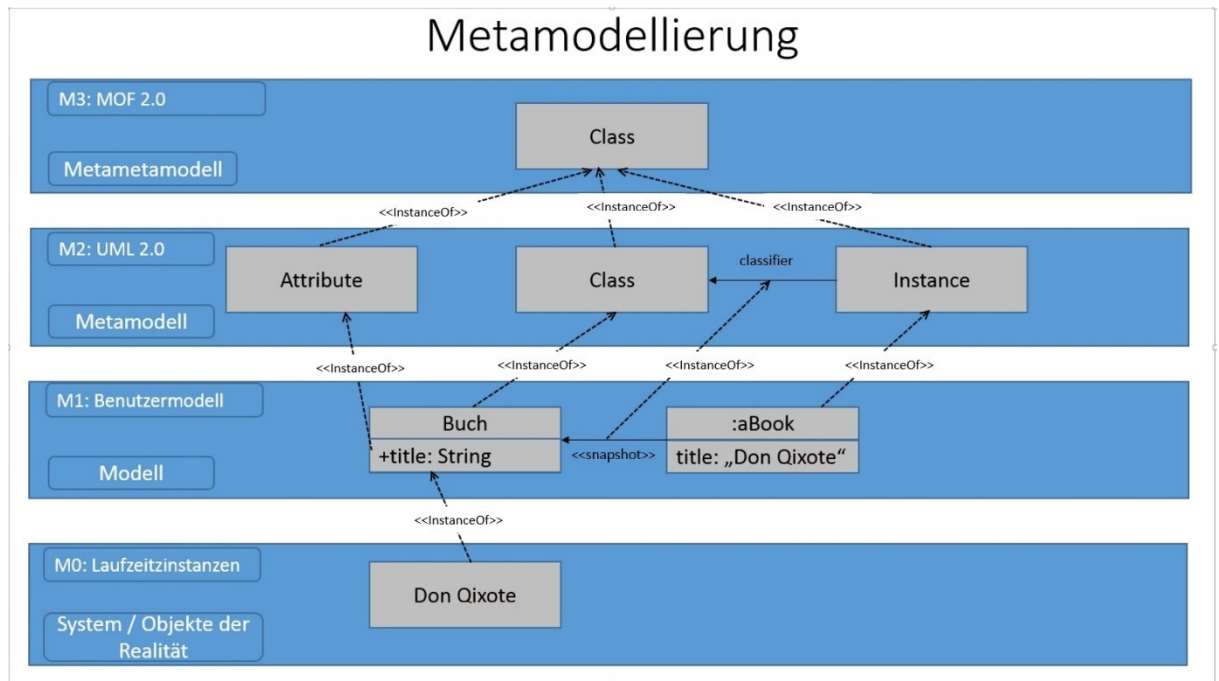 Metamodellierung
M3: MOF 2.0
Class
Metametamodell
<<InstanceOf>> <<InstanceOf>> <<InstanceOf>>
M2: UML 2.0
Attribute
Class
classifier
Instance
Metamodell
<<InstanceOf>> <<InstanceOf>> <<InstanceOf>> <<InstanceOf>>
M1: Benutzermodell
Buch
+title: String
<<snapshot>>
:aBook
title: „Don Qixote“
Modell
<<InstanceOf>>
M0: Laufzeitzinstanzen
Don Qixote
System / Objekte der
Realität